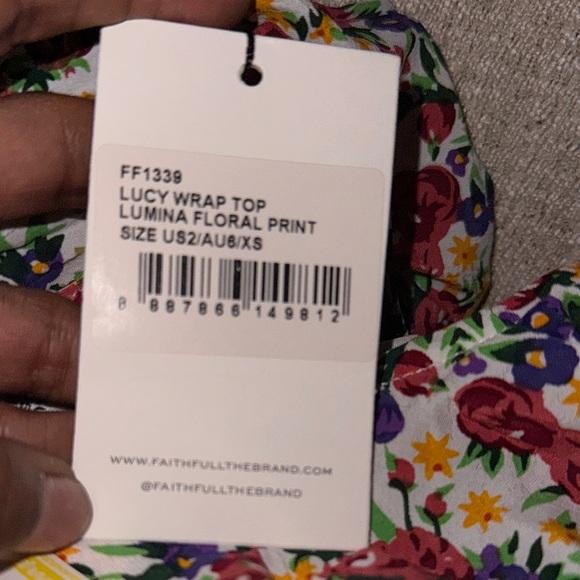 FF1339
LUCY WRAP TOP
LUMINA FLORAL PRINT
SIZE US2/AU6/XS
8 887866 149812
WWW.FAITHFULLTHEBRAND.COM
@FAITHFULLTHEBRAND